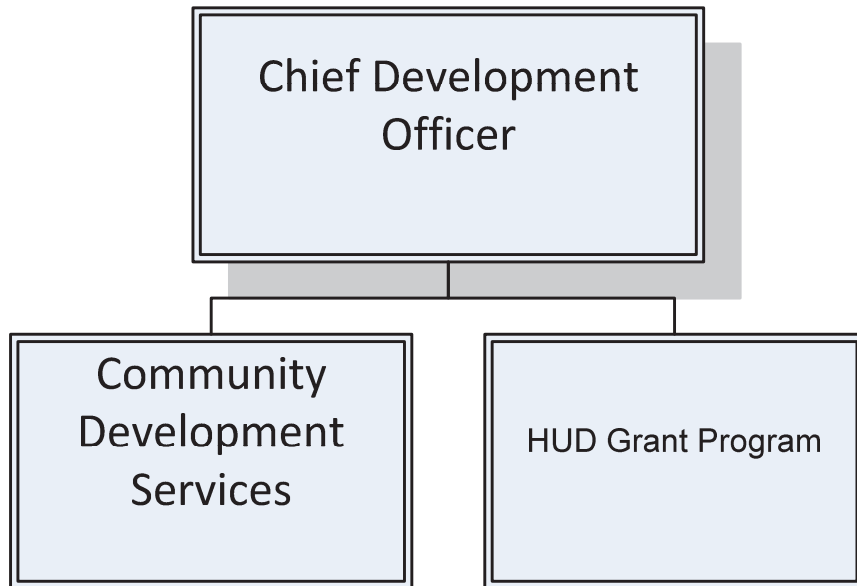 Chief Development
Officer
Community
Development
Services
HUD Grant Program